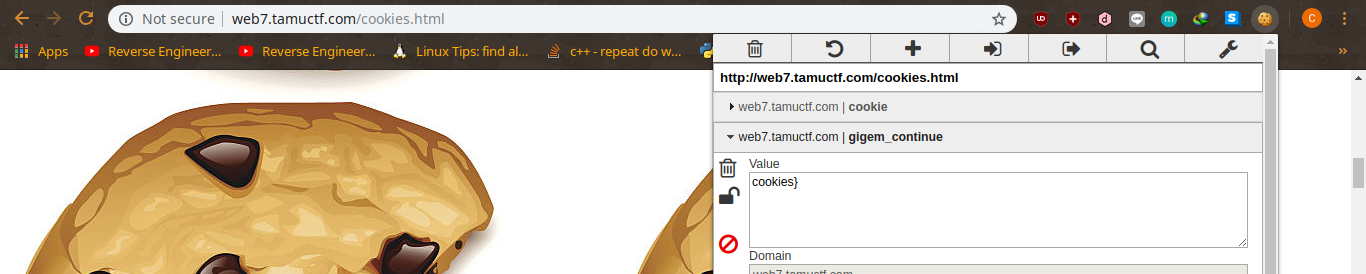 Not secure | web7.tamuctf.com/cookies.html
C
Apps Reverse Engineer... Reverse Engineer... Linux Tips: find al... c++ - repeat do w... »
http://web7.tamuctf.com/cookies.html
web7.tamuctf.com | cookie
web7.tamuctf.com | gigem_continue
Value
cookies}
Domain
web7.tamuctf.com